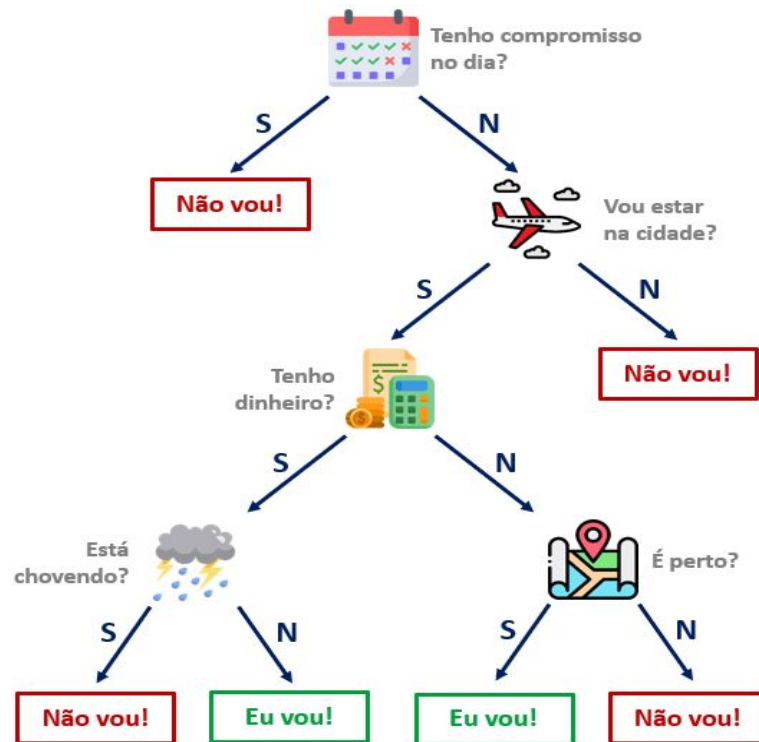 Tenho compromisso
no dia?
S
N
Não vou!
Vou estar
na cidade?
S
N
Tenho
dinheiro?
$
Não vou!
S
N
Está
chovendo?
É perto?
S
N
S
N
Não vou!
Eu vou!
Eu vou!
Não vou!